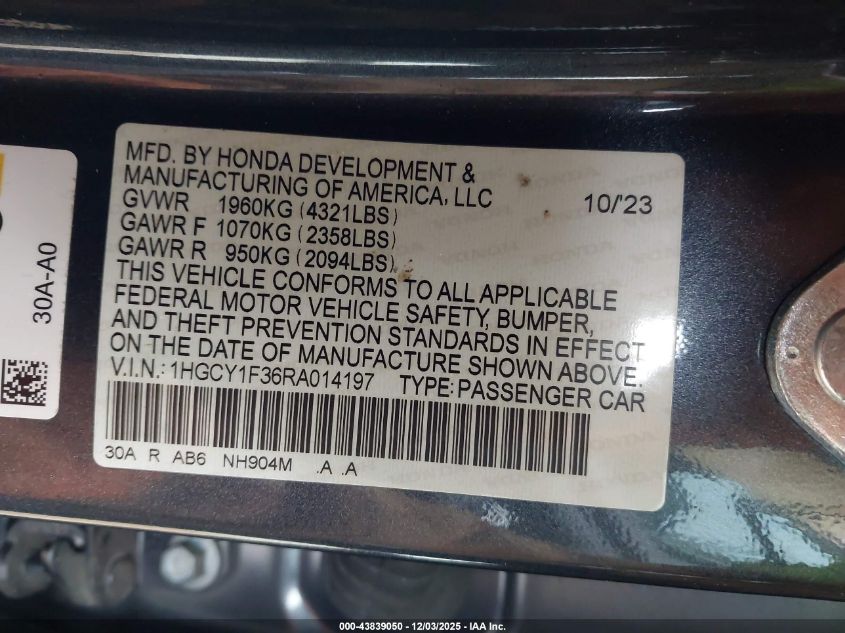 MFD. BY HONDA DEVELOPMENT &
MANUFACTURING OF AMERICA, LLC
10/'23
GVWR 1960KG (4321LBS)
GAWR F 1070KG (2358LBS)
GAWR R 950KG (2094LBS)
THIS VEHICLE CONFORMS TO ALL APPLICABLE
FEDERAL MOTOR VEHICLE SAFETY, BUMPER,
AND THEFT PREVENTION STANDARDS IN EFFECT
ON THE DATE OF MANUFACTURE SHOWN ABOVE.
V.I.N.: 1HGCY1F36RA014197 TYPE: PASSENGER CAR
30A R AB6 NH904M .A .A
30A-A0
000-43839050 - 12/03/2025 - IAA Inc.